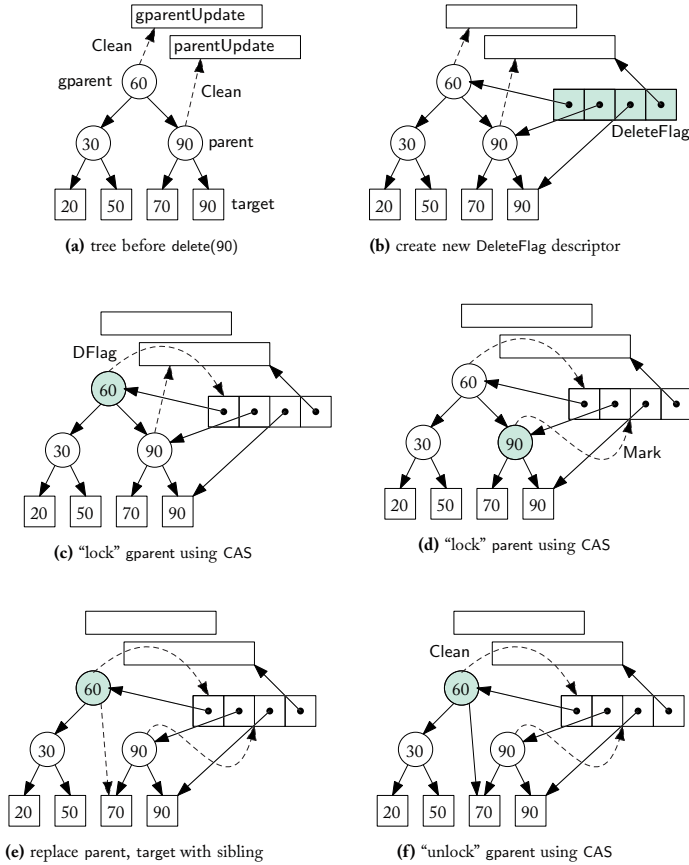 gparentUpdate
Clean
parentUpdate
gparent
60
Clean
30
90
parent
20
50
70
90
target
(a) tree before delete(90)
60
DeleteFlag
30
90
20
50
70
90
(b) create new DeleteFlag descriptor
DFlag
60
30
90
20
50
70
90
(c) “lock” gparent using CAS
60
30
90
Mark
20
50
70
90
(d) “lock” parent using CAS
60
30
90
20
50
70
90
(e) replace parent, target with sibling
Clean
60
30
90
20
50
70
90
(f) “unlock” gparent using CAS